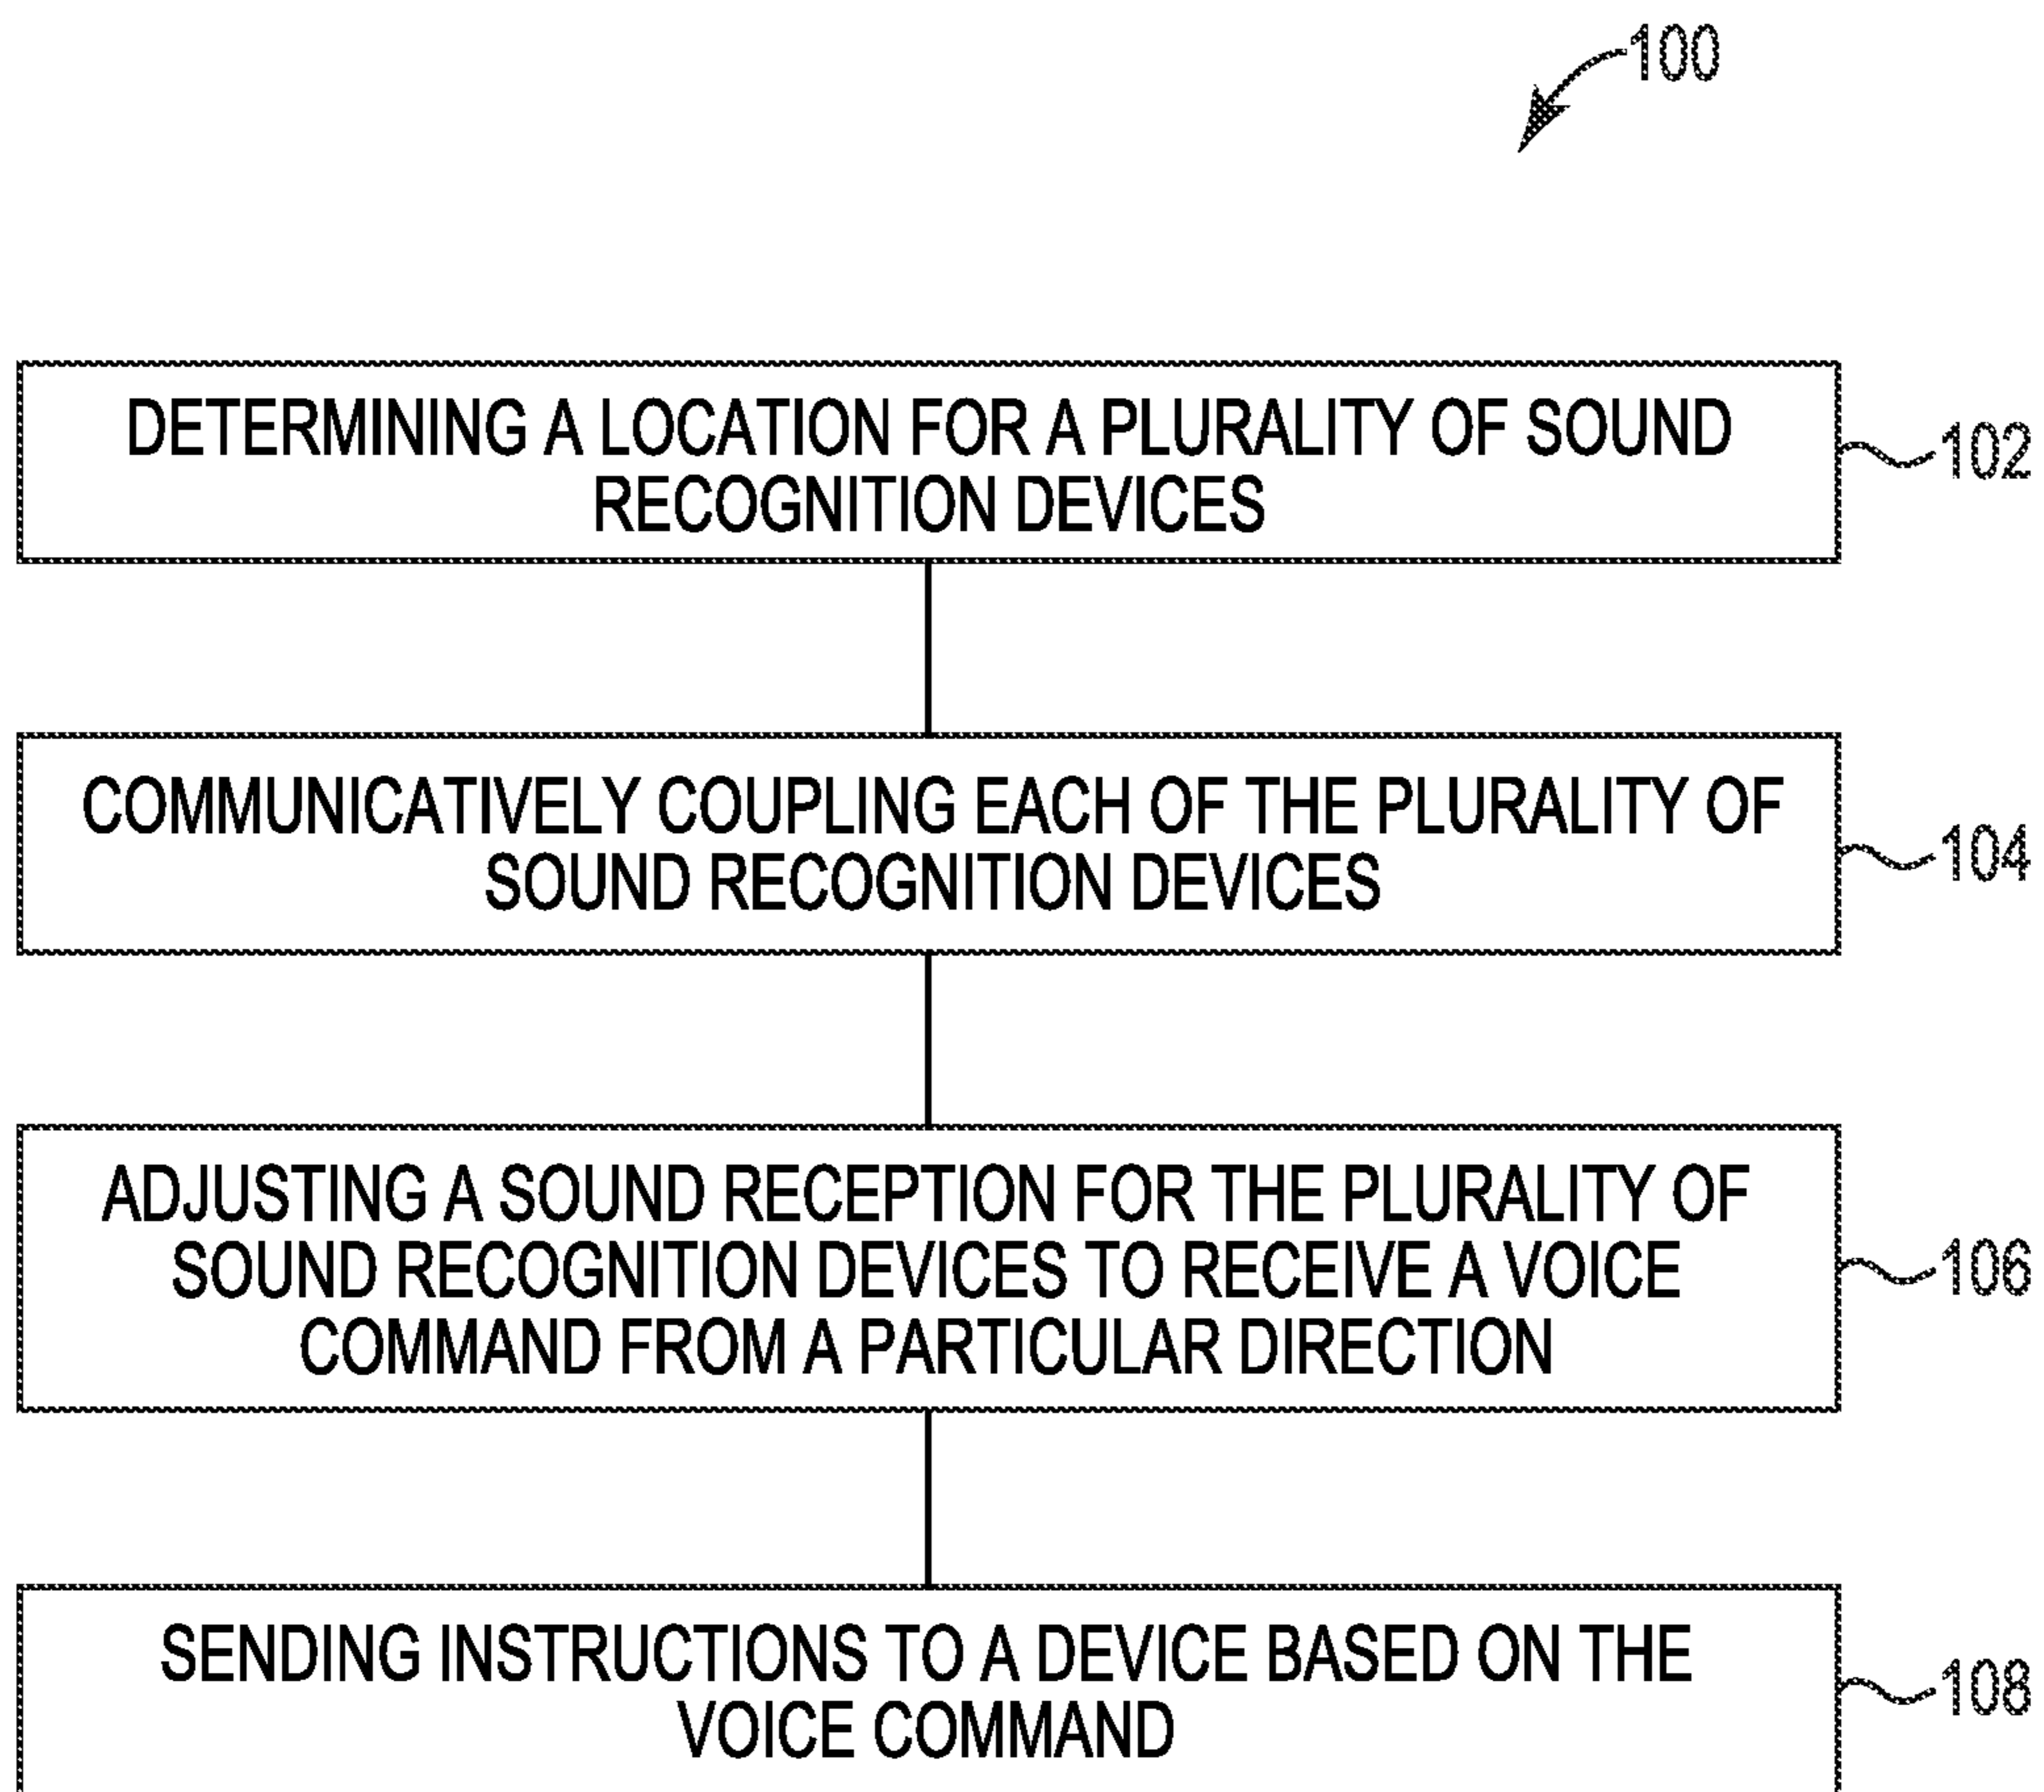 100
DETERMINING A LOCATION FOR A PLURALITY OF SOUND
RECOGNITION DEVICES
102
COMMUNICATIVELY COUPLING EACH OF THE PLURALITY OF
SOUND RECOGNITION DEVICES
104
ADJUSTING A SOUND RECEPTION FOR THE PLURALITY OF
SOUND RECOGNITION DEVICES TO RECEIVE A VOICE
COMMAND FROM A PARTICULAR DIRECTION
106
SENDING INSTRUCTIONS TO A DEVICE BASED ON THE
VOICE COMMAND
108